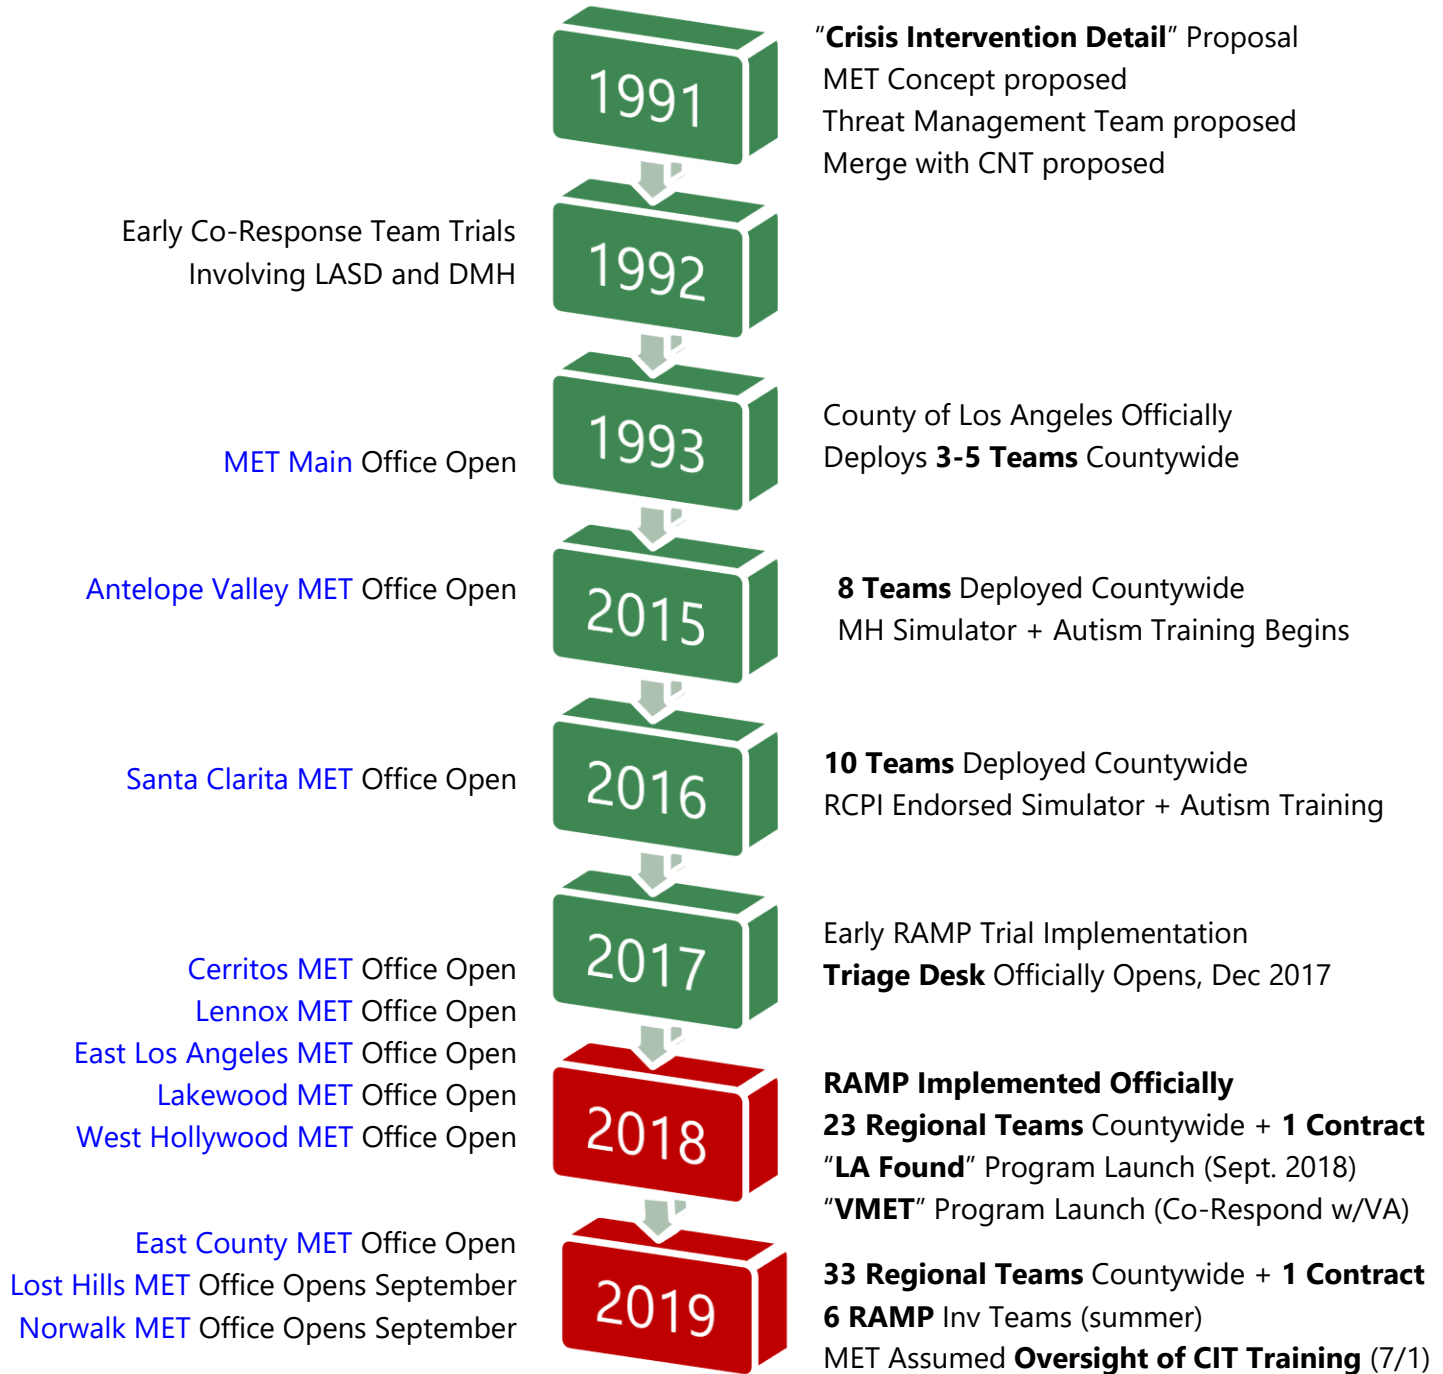 1991
“Crisis Intervention Detail” Proposal
MET Concept proposed
Threat Management Team proposed
Merge with CNT proposed
Early Co-Response Team Trials
Involving LASD and DMH
1992
MET Main Office Open
1993
County of Los Angeles Officially
Deploys 3-5 Teams Countywide
Antelope Valley MET Office Open
2015
8 Teams Deployed Countywide
MH Simulator + Autism Training Begins
Santa Clarita MET Office Open
2016
10 Teams Deployed Countywide
RCPI Endorsed Simulator + Autism Training
2017
Early RAMP Trial Implementation
Triage Desk Officially Opens, Dec 2017
Cerritos MET Office Open
Lennox MET Office Open
East Los Angeles MET Office Open
Lakewood MET Office Open
West Hollywood MET Office Open
2018
RAMP Implemented Officially
23 Regional Teams Countywide + 1 Contract
“LA Found” Program Launch (Sept. 2018)
“VMET” Program Launch (Co-Respond w/VA)
East County MET Office Open
Lost Hills MET Office Opens September
Norwalk MET Office Opens September
2019
33 Regional Teams Countywide + 1 Contract
6 RAMP Inv Teams (summer)
MET Assumed Oversight of CIT Training (7/1)